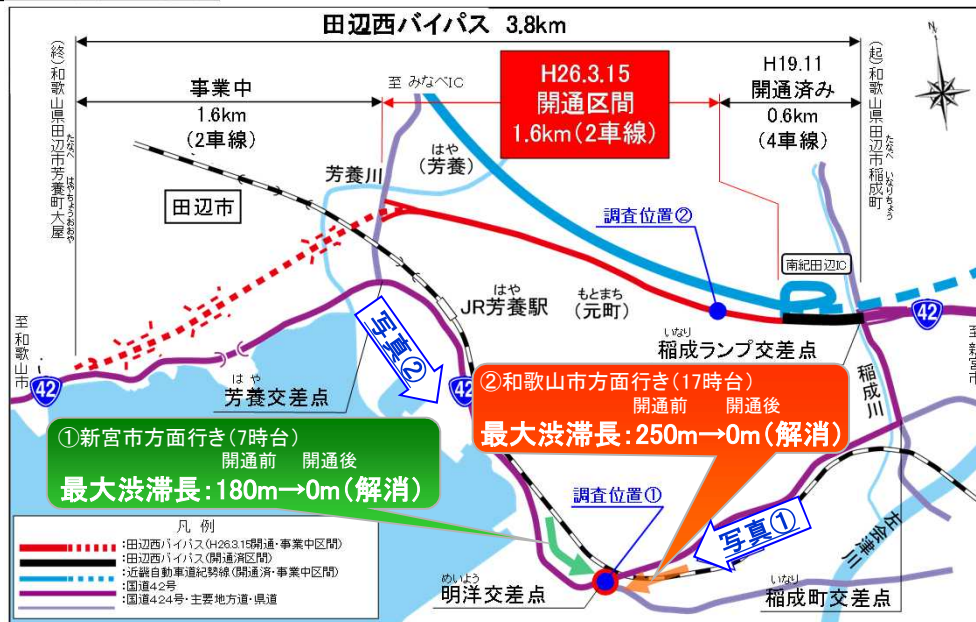 田辺西バイパス 3.8km
(終)和歌山県田辺市芳養町大屋
たなべ
はやちょうおおや
事業中
1.6km
(2車線)
至 みなべIC
H26.3.15
開通区間
1.6km(2車線)
H19.11
開通済み
0.6km
(4車線)
(起)和歌山県田辺市稲成町
たなべ
いなりちょう
N
はや
(芳養)
芳養川
田辺市
調査位置②
南紀田辺IC
はや
JR芳養駅
もとまち
(元町)
42
いなり
稲成ランプ交差点
至 和歌山市
至 新宮市
42
写真②
42
稲成川
はや
芳養交差点
②和歌山市方面行き(17時台)
開通前 開通後
最大渋滞長:250m→0m(解消)
①新宮市方面行き(7時台)
開通前 開通後
最大渋滞長:180m→0m(解消)
調査位置①
写真①
左会津川
凡 例
:田辺西バイパス(H26.3.15開通・事業中区間)
:田辺西バイパス(開通済区間)
:近畿自動車道紀勢線(開通済・事業中区間)
:国道42号
:国道424号・主要地方道・県道
めいよう
明洋交差点
いなり
稲成町交差点